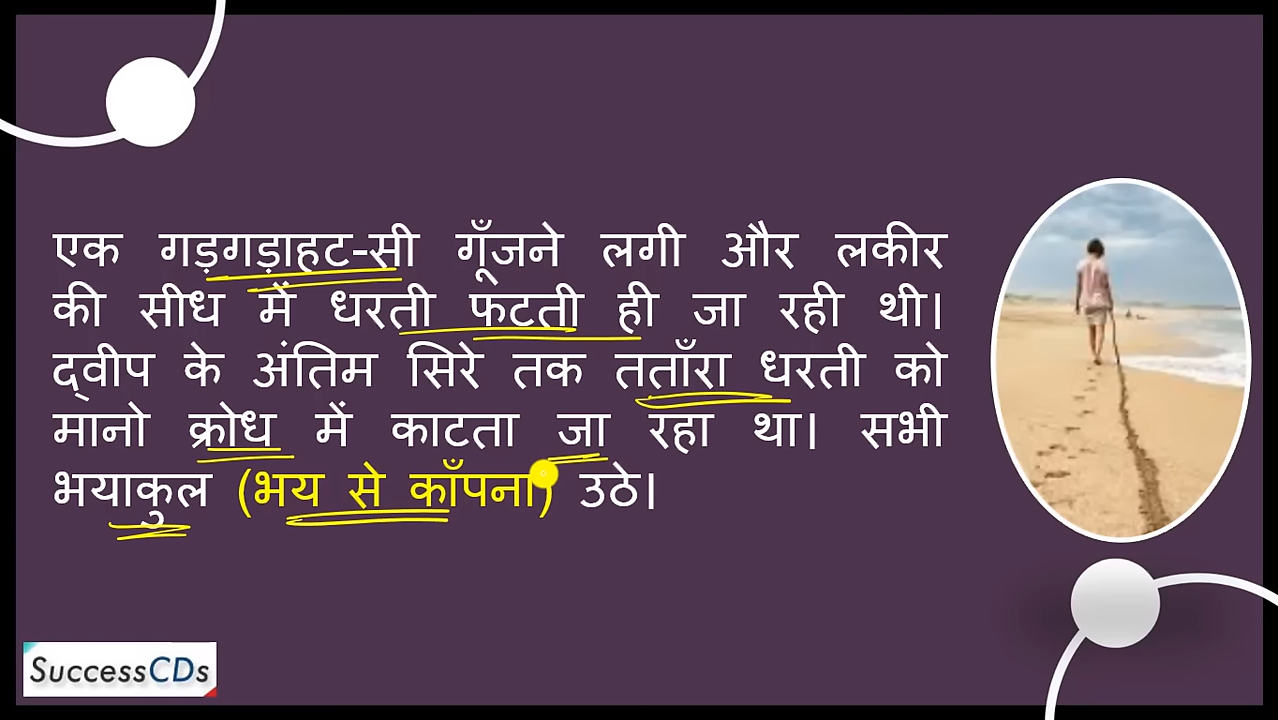 एक गड़गड़ाहट-सी गूँजने लगी और लकीर
की सीध में धरती फटती ही जा रही थी।
द्वीप के अंतिम सिरे तक तताँरा धरती को
मानो क्रोध में काटता जा रहा था। सभी
भयाकुल (भय से काँपना) उठे।
SuccessCDs